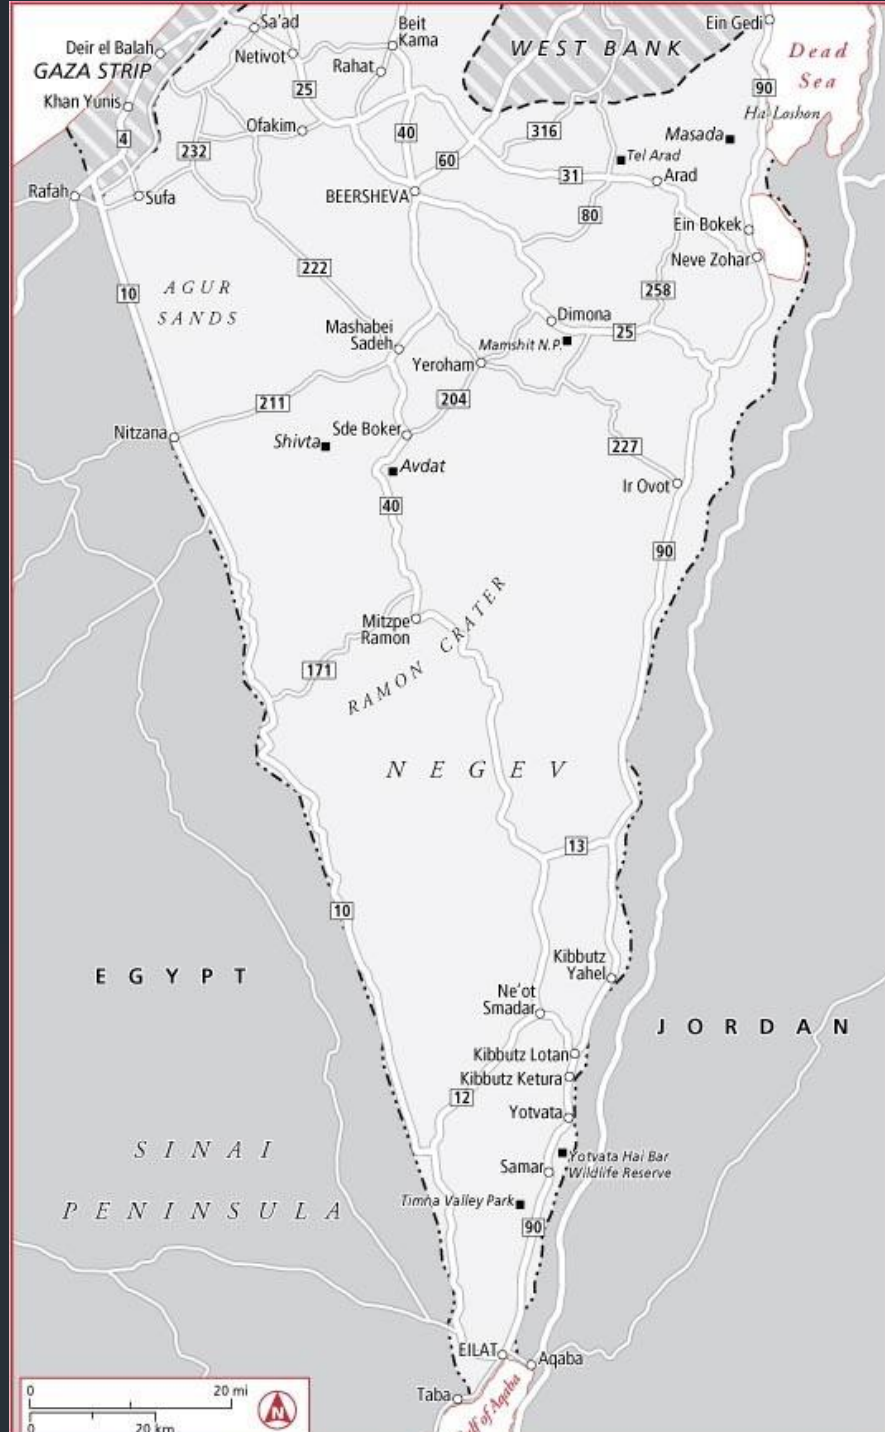 Sa'ad
Beit
Kama
Ein Gedi
Deir el Balah
Netivot
WEST BANK
Dead
Sea
GAZA STRIP
Rahat
25
90
Khan Yunis
Ha-Loshon
Ofakim
4
40
316
Masada
232
60
Tel Arad
31
Arad
Rafah
Sufa
BEERSHEVA
80
Ein Bokek
222
Neve Zohar
10
AGUR
SANDS
258
Dimona
Mashabei
Sadeh
25
Mamshit N.P.
Yeroham
211
204
Nitzana
Sde Boker
Shivta
227
Avdat
Ir Ovot
40
90
Mitzpe
Ramon
RAMON CRATER
171
NEGEV
13
10
Kibbutz
Yahel
EGYPT
Ne'ot
Smadar
JORDAN
Kibbutz Lotan
Kibbutz Ketura
12
Yotvata
SINAI
PENINSULA
Yotvata Hai Bar
Wildlife Reserve
Samar
Timna Valley Park
90
EILAT
Aqaba
Taba
Gulf of Aqaba
0 20 mi
0 20 km
N